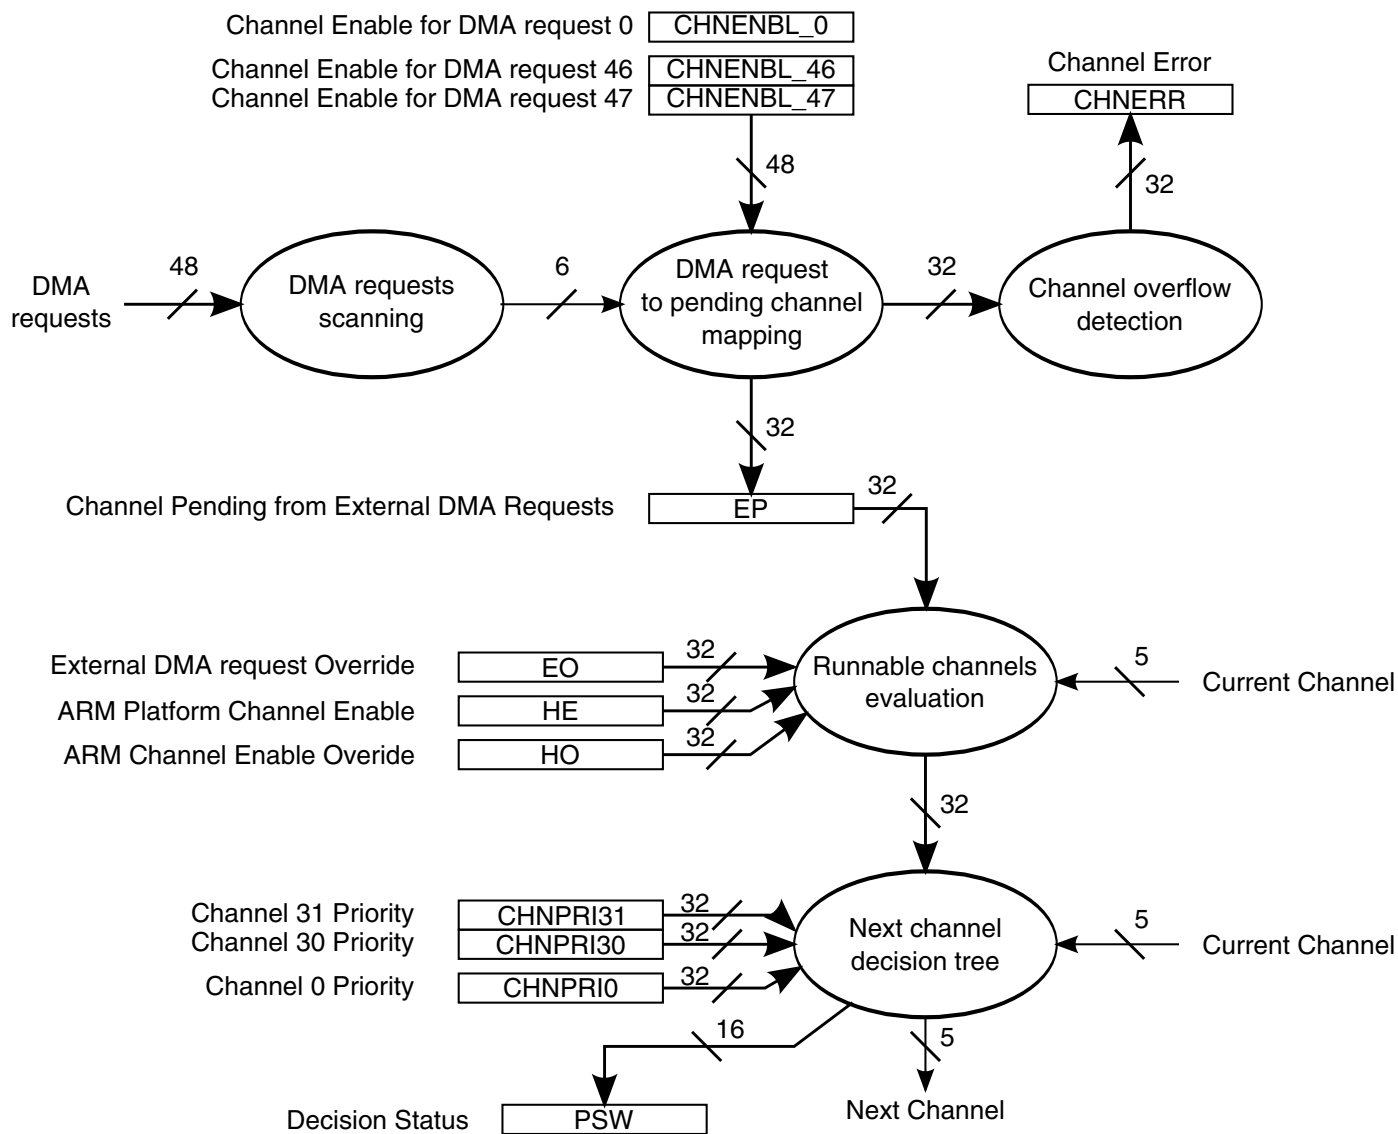 Channel Enable for DMA request 0 CHNENBL_0
Channel Enable for DMA request 46 CHNENBL_46
Channel Enable for DMA request 47 CHNENBL_47
Channel Error
CHNERR
48
32
DMA
requests
48
DMA requests
scanning
6
DMA request
to pending channel
mapping
32
Channel overflow
detection
32
Channel Pending from External DMA Requests EP 32
External DMA request Override EO 32
ARM Platform Channel Enable HE 32
ARM Channel Enable Override HO 32
Runnable channels
evaluation
5
Current Channel
32
Channel 31 Priority CHNPRI31 32
Channel 30 Priority CHNPRI30 32
Channel 0 Priority CHNPRI0 32
Next channel
decision tree
5
Current Channel
16
5
Decision Status PSW
Next Channel